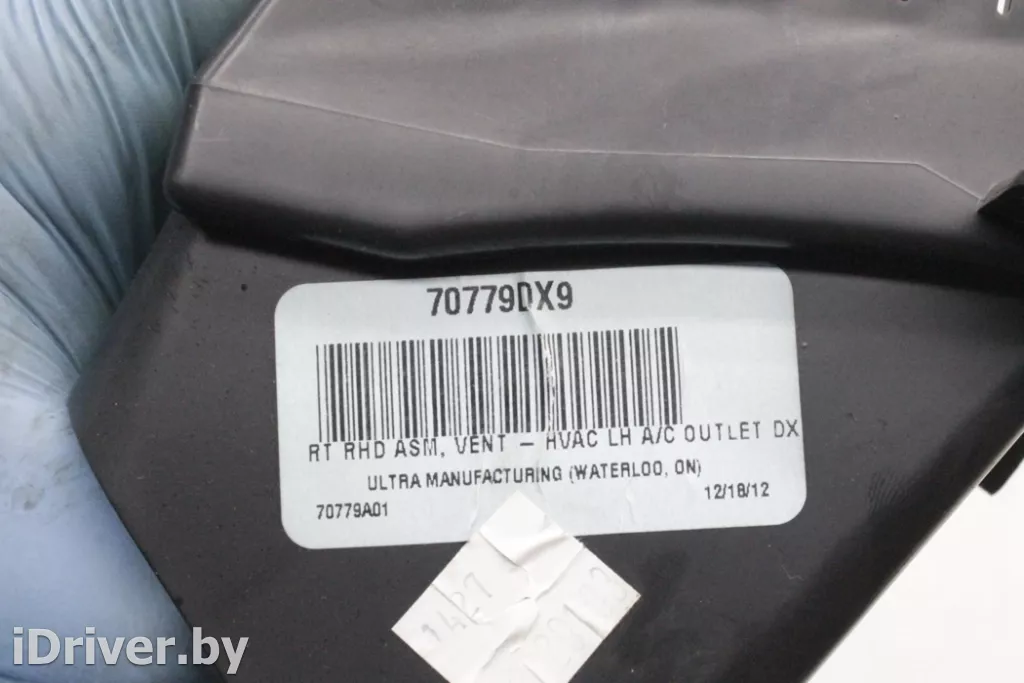 70779DX9
RT RHD ASM, VENT – HVAC LH A/C OUTLET DX
ULTRA MANUFACTURING (WATERLOO, ON)
70779A01 12/18/12
1421
iDriver.by